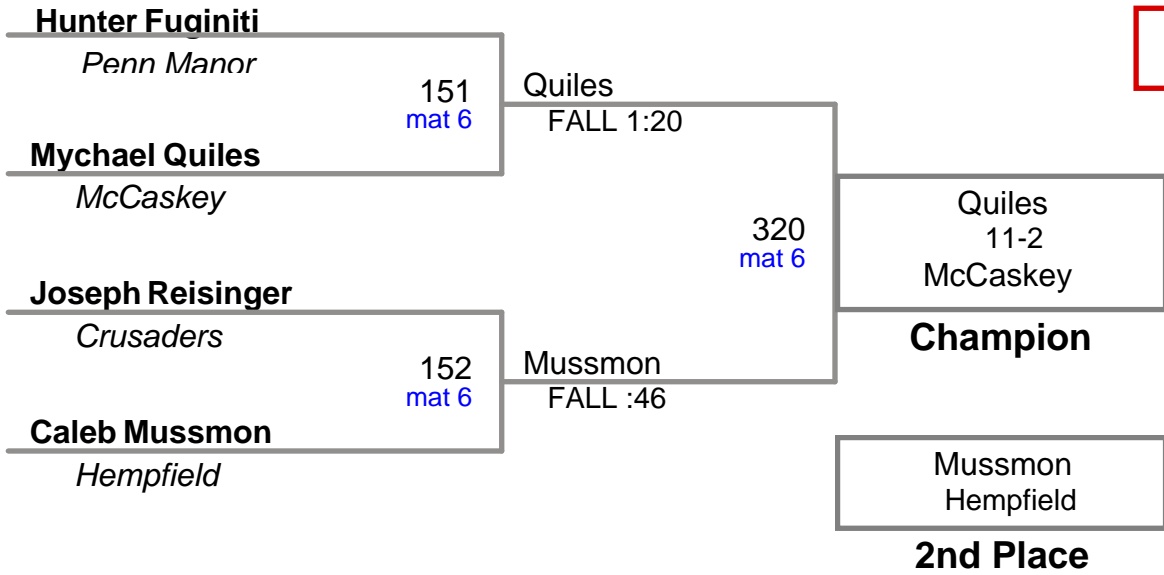 Hunter Fuginiti
Penn Manor
151
mat 6
Quiles
FALL 1:20
Mychael Quiles
McCaskey
320
mat 6
Quiles
11-2
McCaskey
Champion
Joseph Reisinger
Crusaders
152
mat 6
Mussmon
FALL :46
Caleb Mussmon
Hempfield
Mussmon
Hempfield
2nd Place